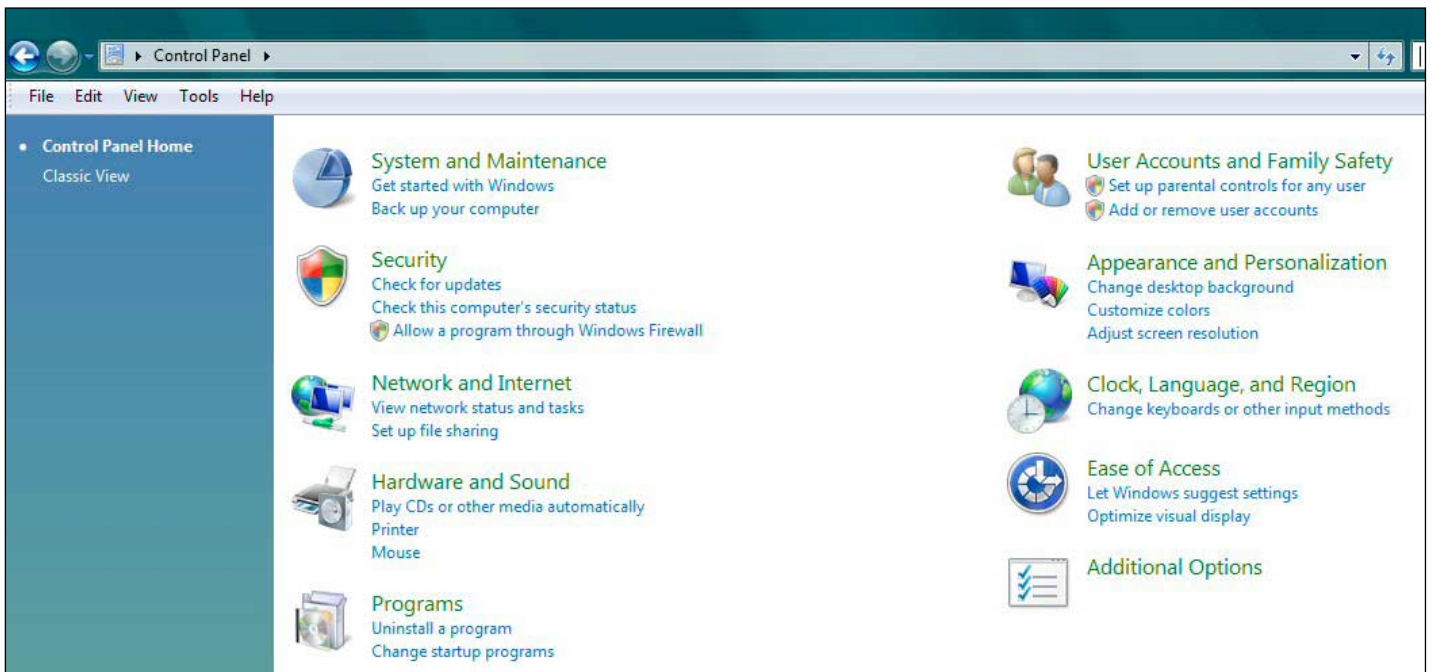 Control Panel
File Edit View Tools Help
Control Panel Home
Classic View
System and Maintenance
Get started with Windows
Back up your computer
Security
Check for updates
Check this computer's security status
Allow a program through Windows Firewall
Network and Internet
View network status and tasks
Set up file sharing
Hardware and Sound
Play CDs or other media automatically
Printer
Mouse
Programs
Uninstall a program
Change startup programs
User Accounts and Family Safety
Set up parental controls for any user
Add or remove user accounts
Appearance and Personalization
Change desktop background
Customize colors
Adjust screen resolution
Clock, Language, and Region
Change keyboards or other input methods
Ease of Access
Let Windows suggest settings
Optimize visual display
Additional Options